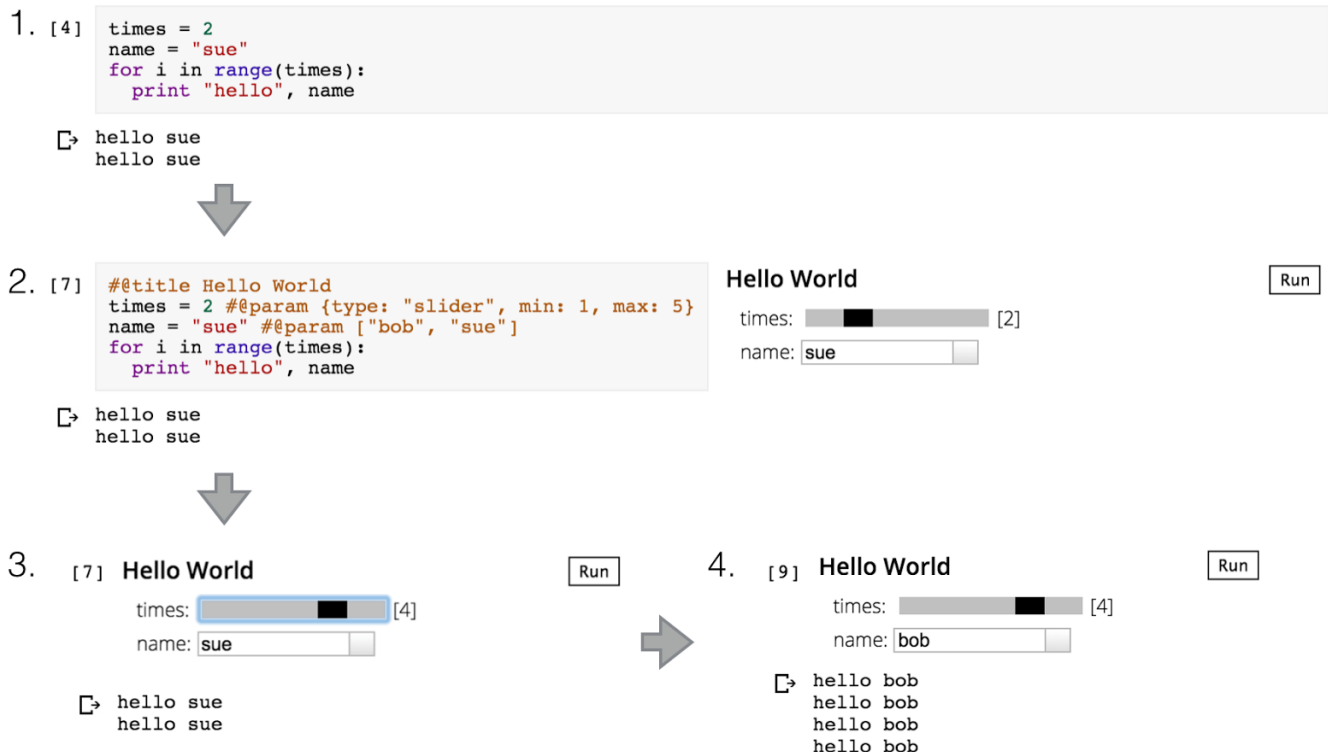 1. [4] times = 2
name = "sue"
for i in range(times):
  print "hello", name
hello sue
hello sue
2. [7] #@title Hello World
times = 2 #@param {type: "slider", min: 1, max: 5}
name = "sue" #@param ["bob", "sue"]
for i in range(times):
  print "hello", name
Hello World Run
times: [2]
name: sue
hello sue
hello sue
3. [7] Hello World Run
times: [4]
name: sue
hello sue
hello sue
4. [9] Hello World Run
times: [4]
name: bob
hello bob
hello bob
hello bob
hello bob